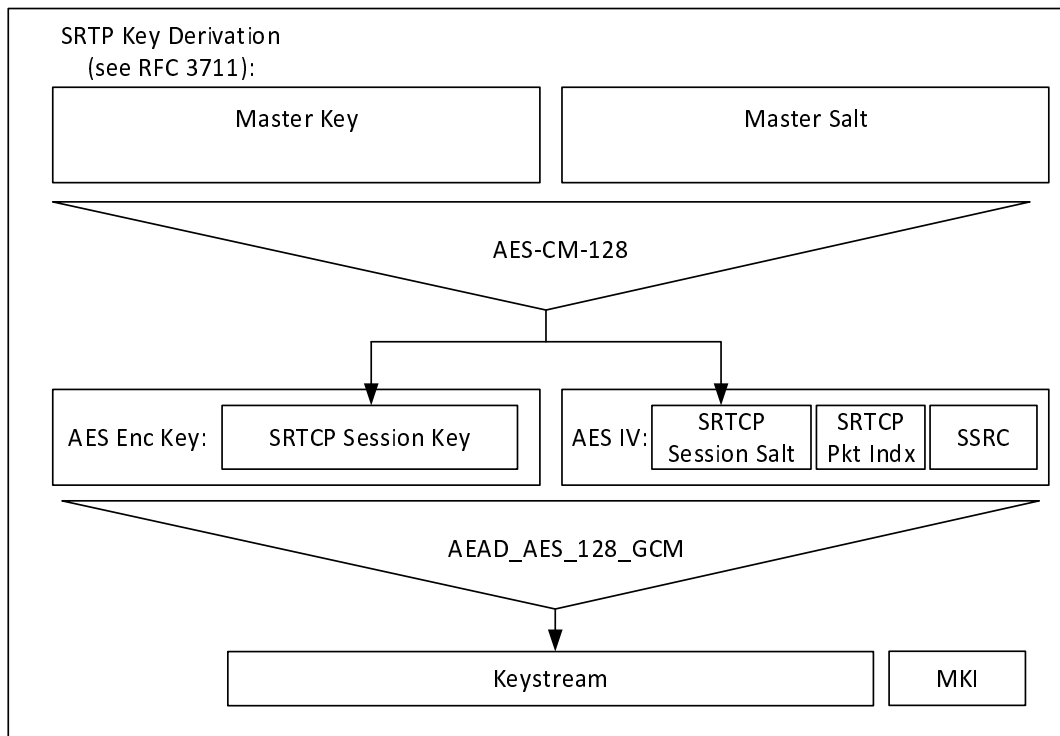 SRTP Key Derivation
(see RFC 3711):
Master Key
Master Salt
AES-CM-128
AES Enc Key:
SRTCP Session Key
AES IV:
SRTCP
Session Salt
SRTCP
Pkt Indx
SSRC
AEAD_AES_128_GCM
Keystream
MKI